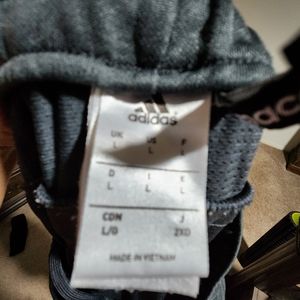 adidas
UK US F
L L L
D I E
L L L
CDN J
L/G 2XO
MADE IN VIETNAM